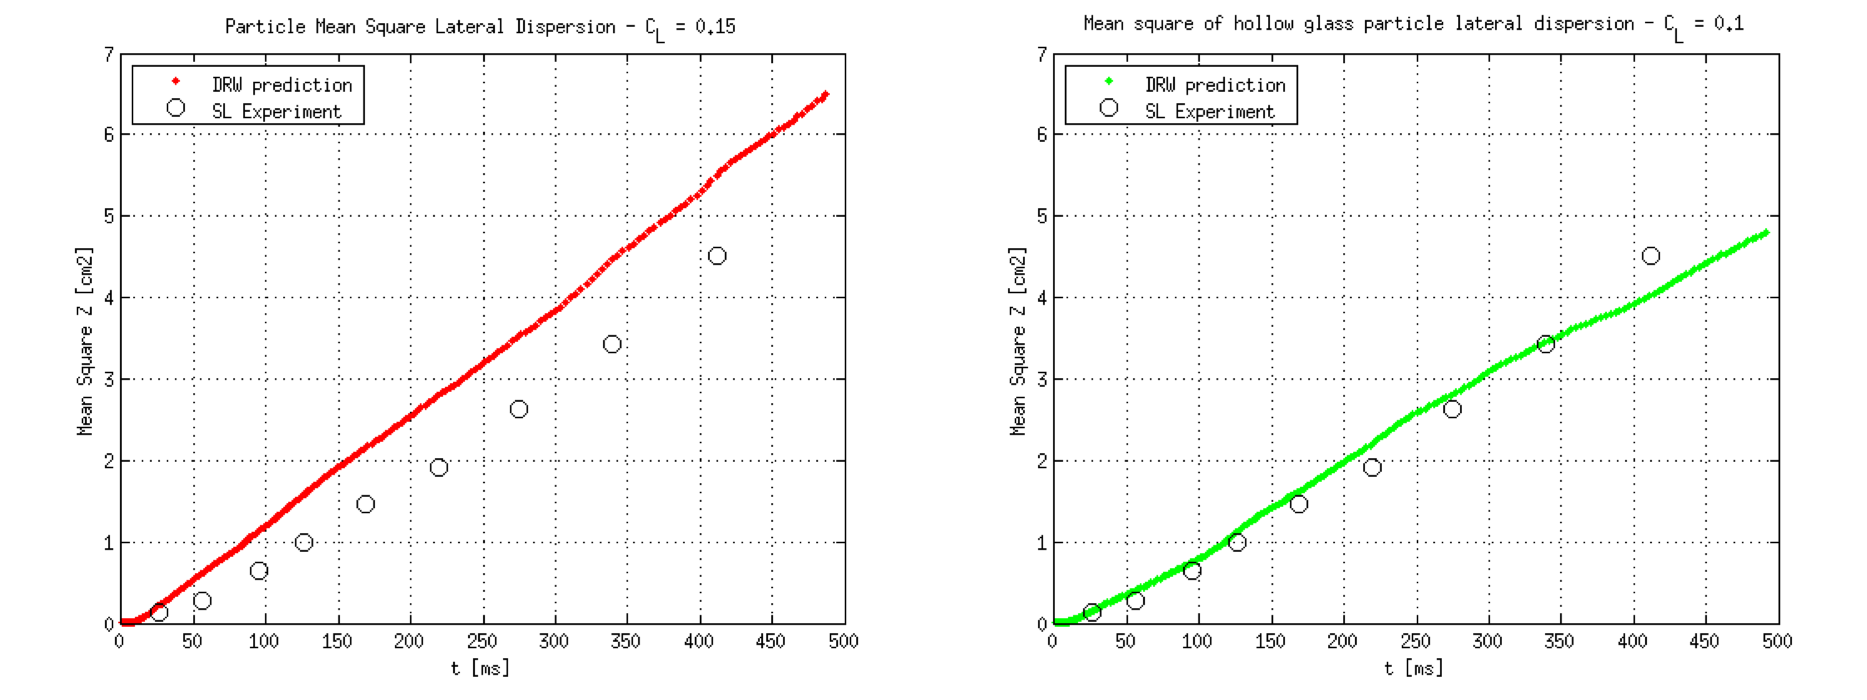 Particle Mean Square Lateral Dispersion - C_L = 0.15
7
6
5
4
3
2
1
0
Mean Square Z [cm2]
DRW prediction
SL Experiment
0 50 100 150 200 250 300 350 400 450 500
t [ms]
Mean square of hollow glass particle lateral dispersion - C_L = 0.1
7
6
5
4
3
2
1
0
Mean Square Z [cm2]
DRW prediction
SL Experiment
0 50 100 150 200 250 300 350 400 450 500
t [ms]